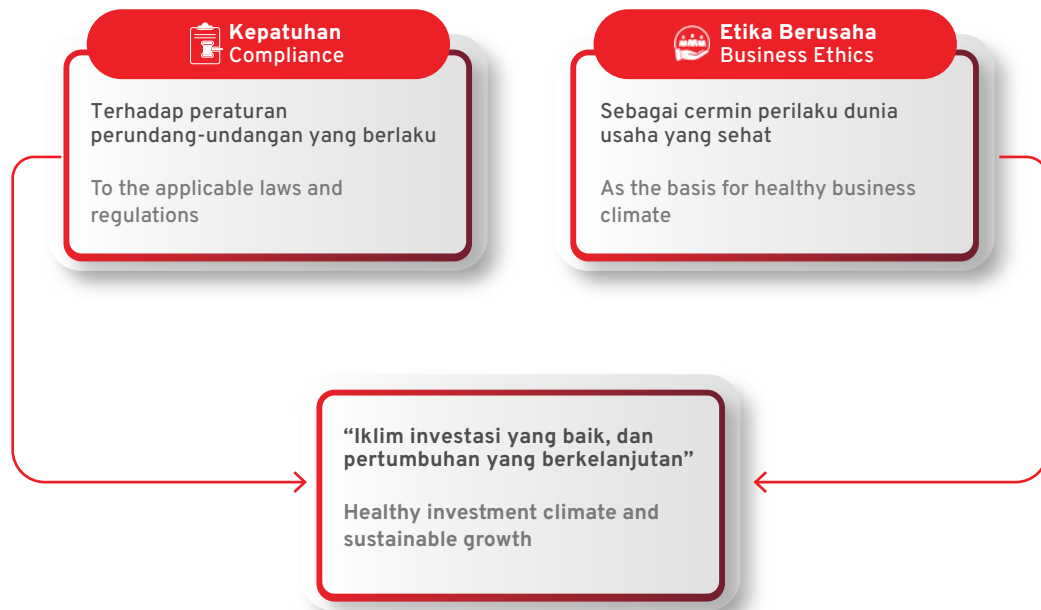 Kepatuhan
Compliance
Terhadap peraturan
perundang-undangan yang berlaku
To the applicable laws and
regulations
Etika Berusaha
Business Ethics
Sebagai cermin perilaku dunia
usaha yang sehat
As the basis for healthy business
climate
“Iklim investasi yang baik, dan
pertumbuhan yang berkelanjutan”
Healthy investment climate and
sustainable growth